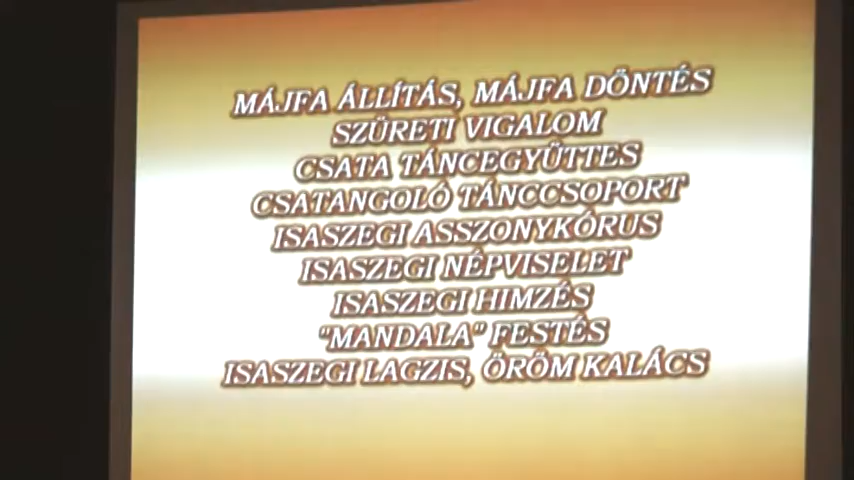 MÁJFA ÁLLÍTÁS, MÁJFA DÖNTÉS
SZÜRETI VIGALOM
CSATA TÁNCEGYÜTTES
CSATANGOLÓ TÁNCCSOPORT
ISASZEGI ASSZONYKÓRUS
ISASZEGI NÉPVISELET
ISASZEGI HIMZÉS
"MANDALA" FESTÉS
ISASZEGI LAGZIS, ÖRÖM KALÁCS